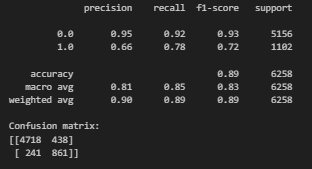 precision recall f1-score support
0.0 0.95 0.92 0.93 5156
1.0 0.66 0.78 0.72 1102
accuracy 0.89 6258
macro avg 0.81 0.85 0.83 6258
weighted avg 0.90 0.89 0.89 6258
Confusion matrix:
[[4718 438]
[ 241 861]]